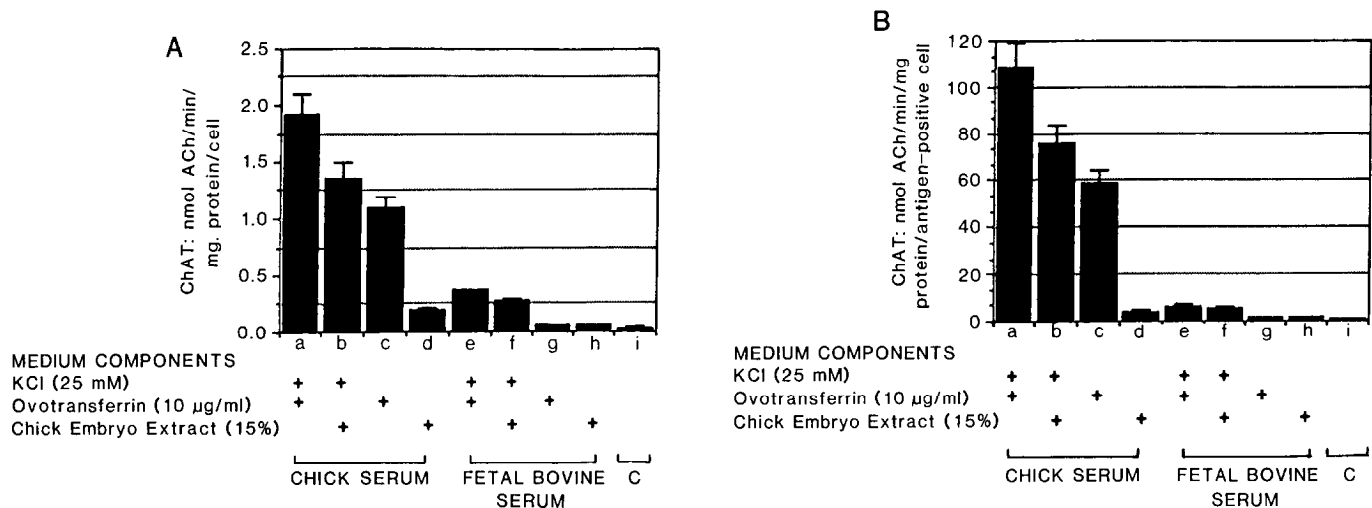 A
ChAT: nmol ACh/min/
mg. protein/cell
2.5
2.0
1.5
1.0
0.5
0.0
a b c d e f g h i
MEDIUM COMPONENTS
KCl (25 mM) + + + +
Ovotransferrin (10 µg/ml) + + + +
Chick Embryo Extract (15%) + + + +
CHICK SERUM FETAL BOVINE C
SERUM
B
ChAT: nmol ACh/min/mg
protein/antigen-positive cell
120
100
80
60
40
20
0
a b c d e f g h i
MEDIUM COMPONENTS
KCl (25 mM) + + + +
Ovotransferrin (10 µg/ml) + + + +
Chick Embryo Extract (15%) + + + +
CHICK SERUM FETAL BOVINE C
SERUM